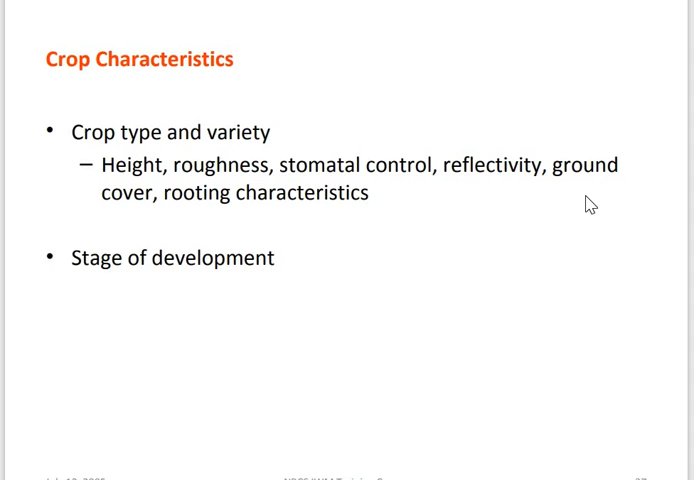 Crop Characteristics
• Crop type and variety
– Height, roughness, stomatal control, reflectivity, ground
cover, rooting characteristics
• Stage of development